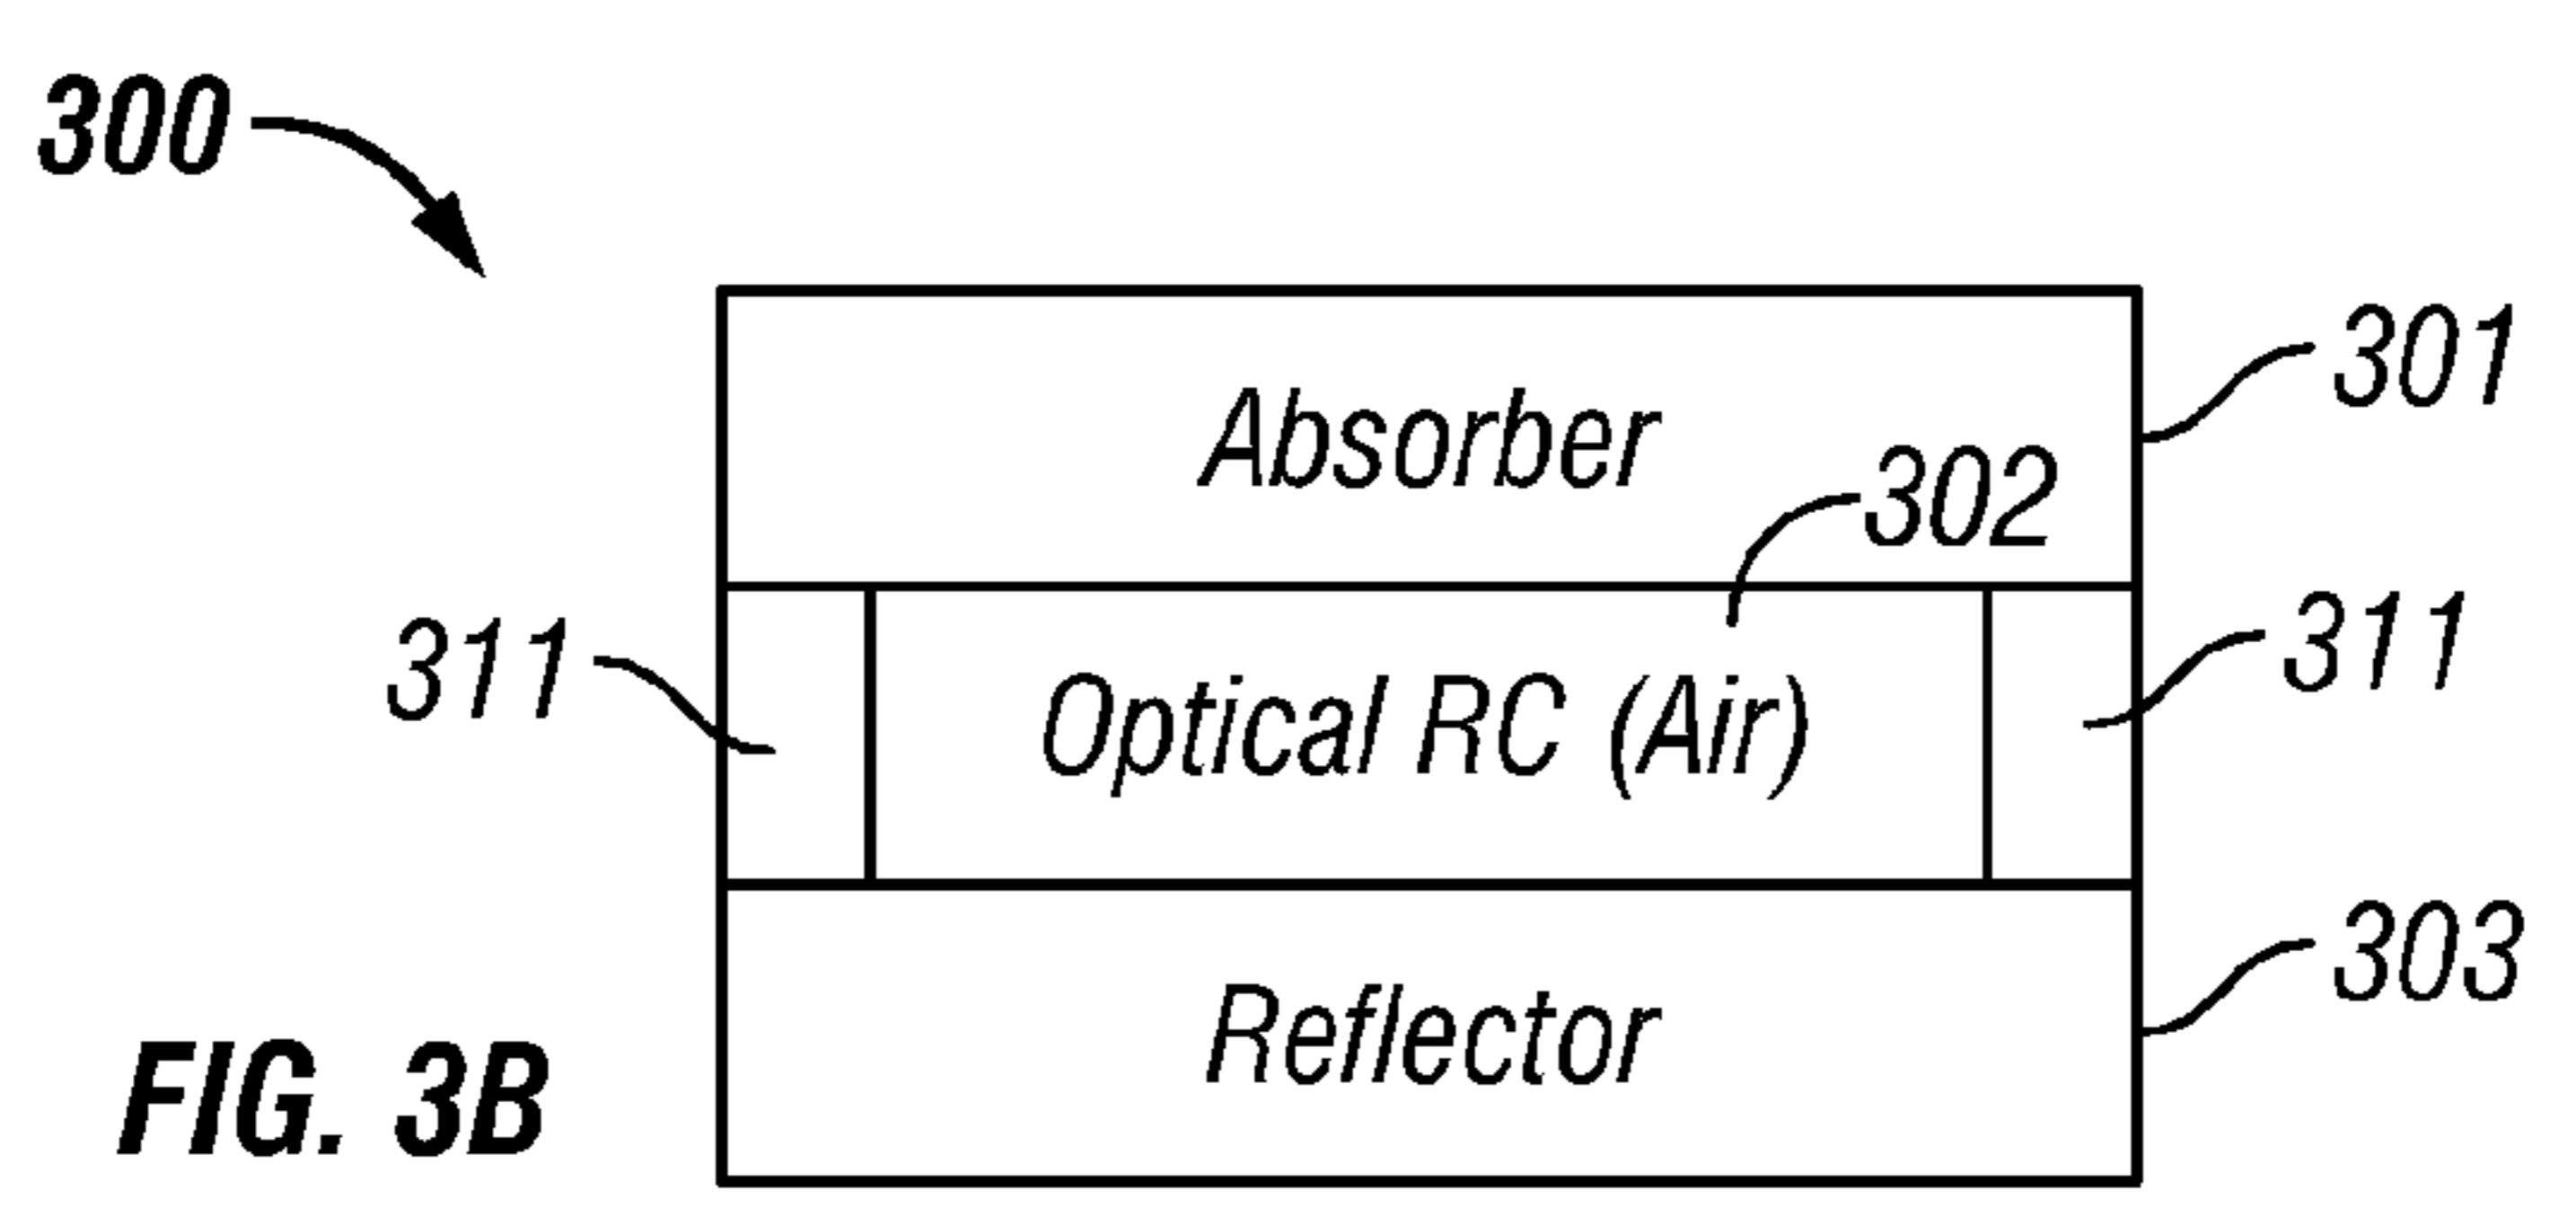 300
Absorber
301
302
311
Optical RC (Air)
311
Reflector
303
FIG. 3B